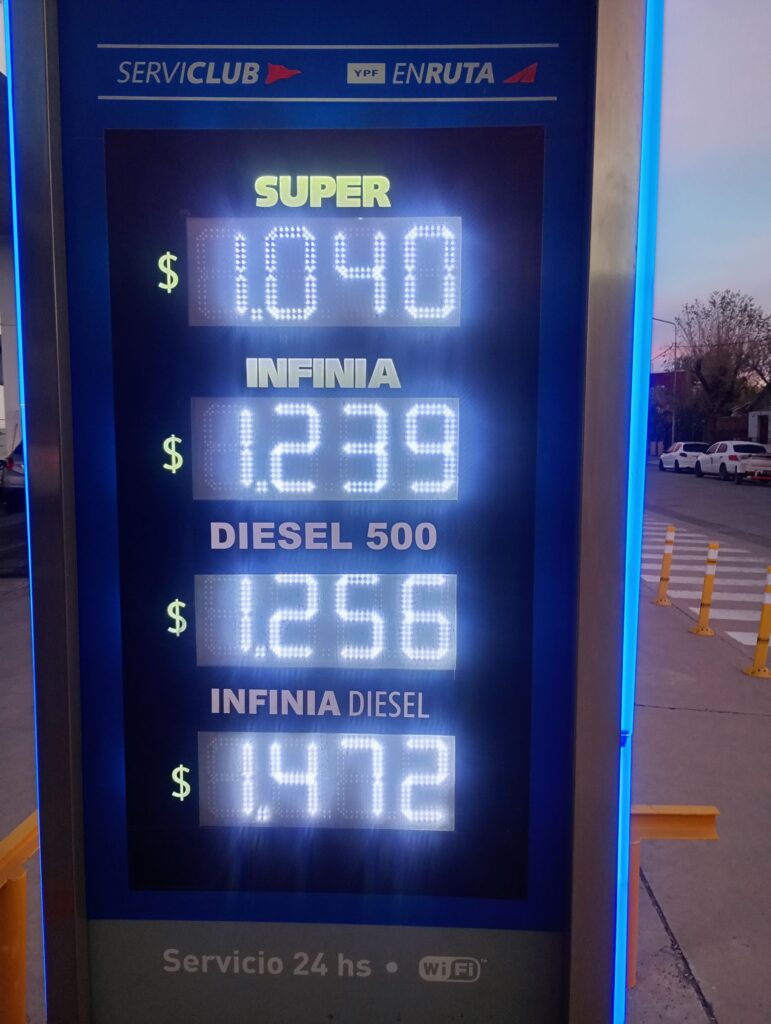 SERVICLUB YPF ENRUTA
SUPER
$ 1.040
INFINIA
$ 1.239
DIESEL 500
$ 1.256
INFINIA DIESEL
$ 1.472
Servicio 24 hs • WiFi